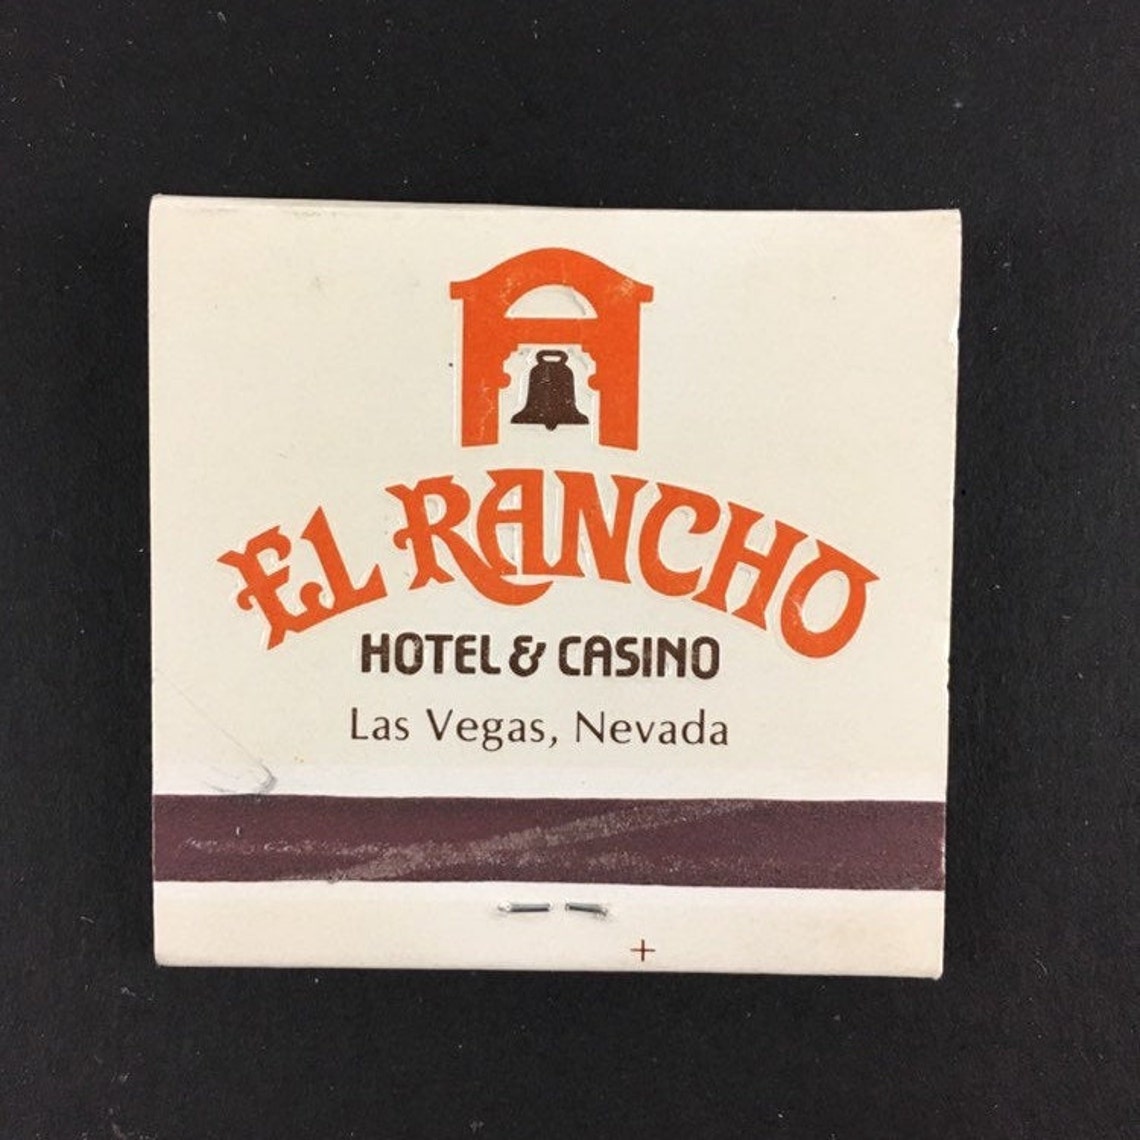 EL RANCHO
HOTEL & CASINO
Las Vegas, Nevada